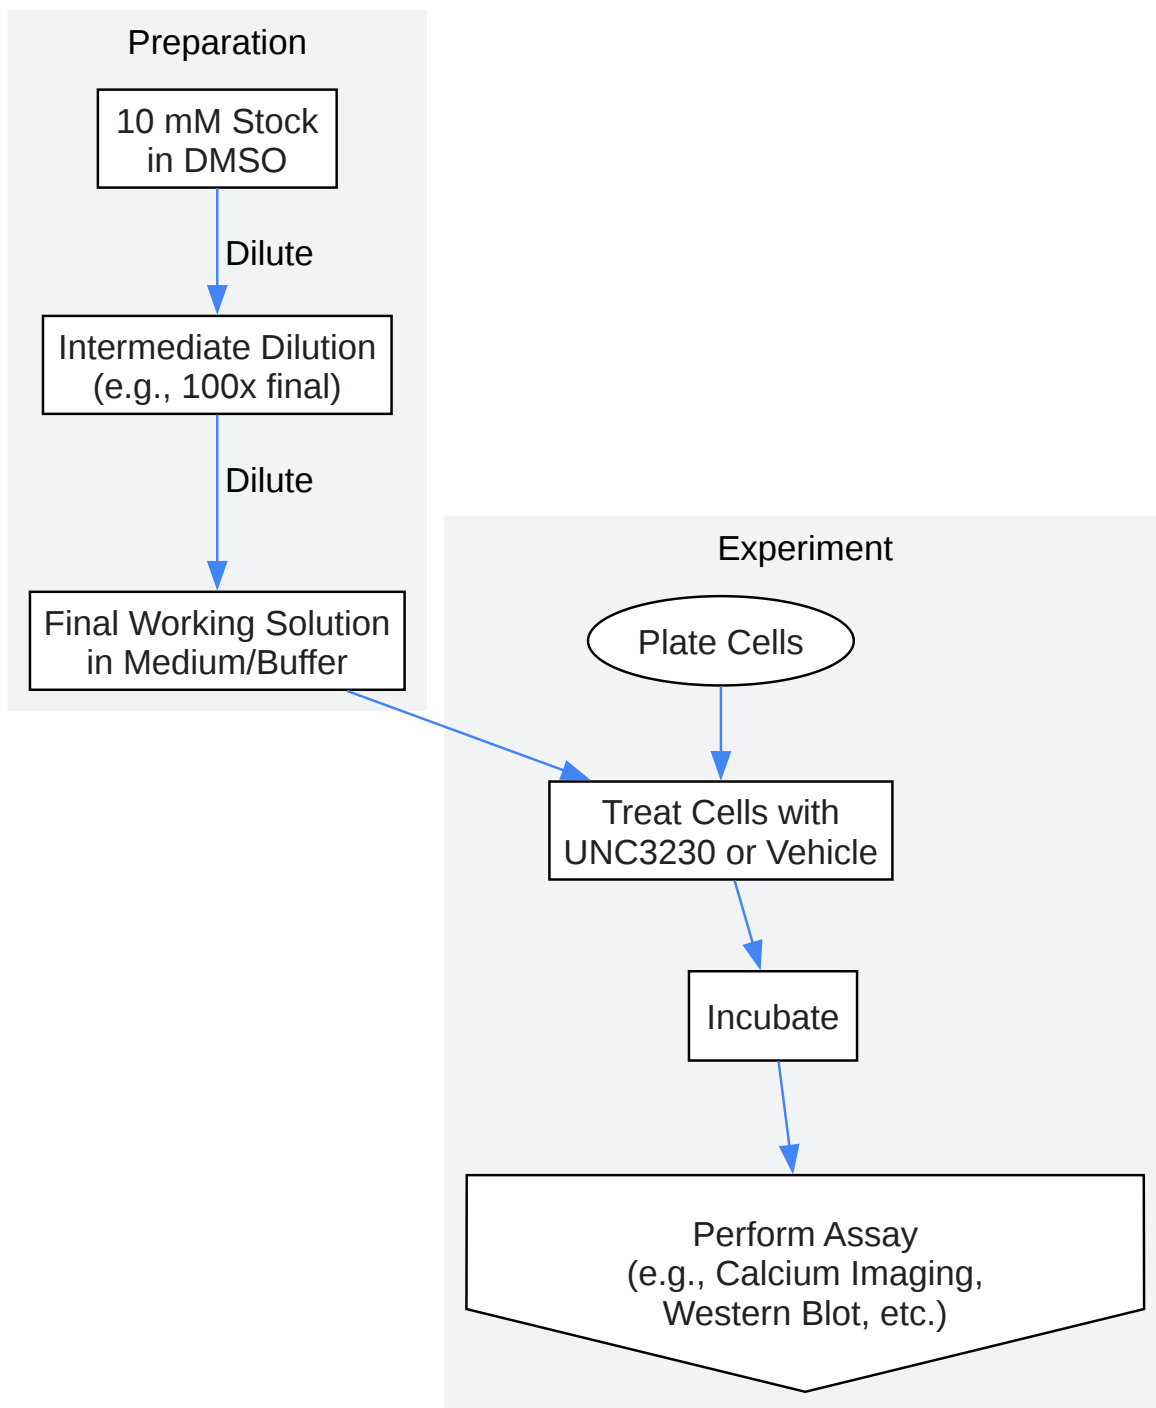 Preparation
10 mM Stock
in DMSO
Dilute
Intermediate Dilution
(e.g., 100x final)
Dilute
Final Working Solution
in Medium/Buffer
Experiment
Plate Cells
Treat Cells with
UNC3230 or Vehicle
Incubate
Perform Assay
(e.g., Calcium Imaging,
Western Blot, etc.)